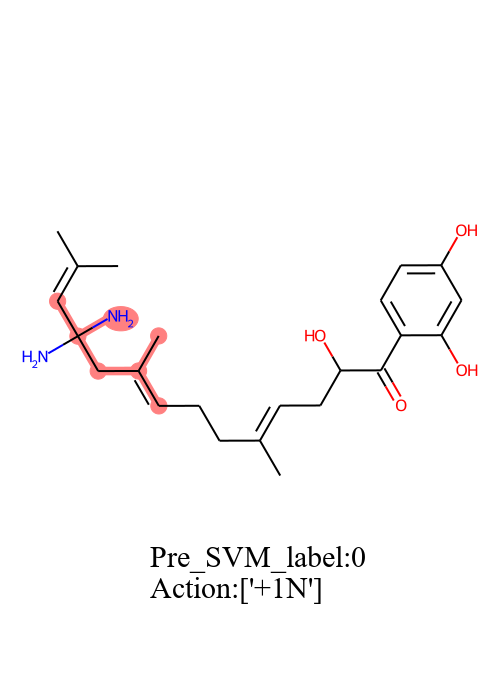 OH
NH2
H2N
HO
OH
O
Pre_SVM_label:0
Action:['+1N']